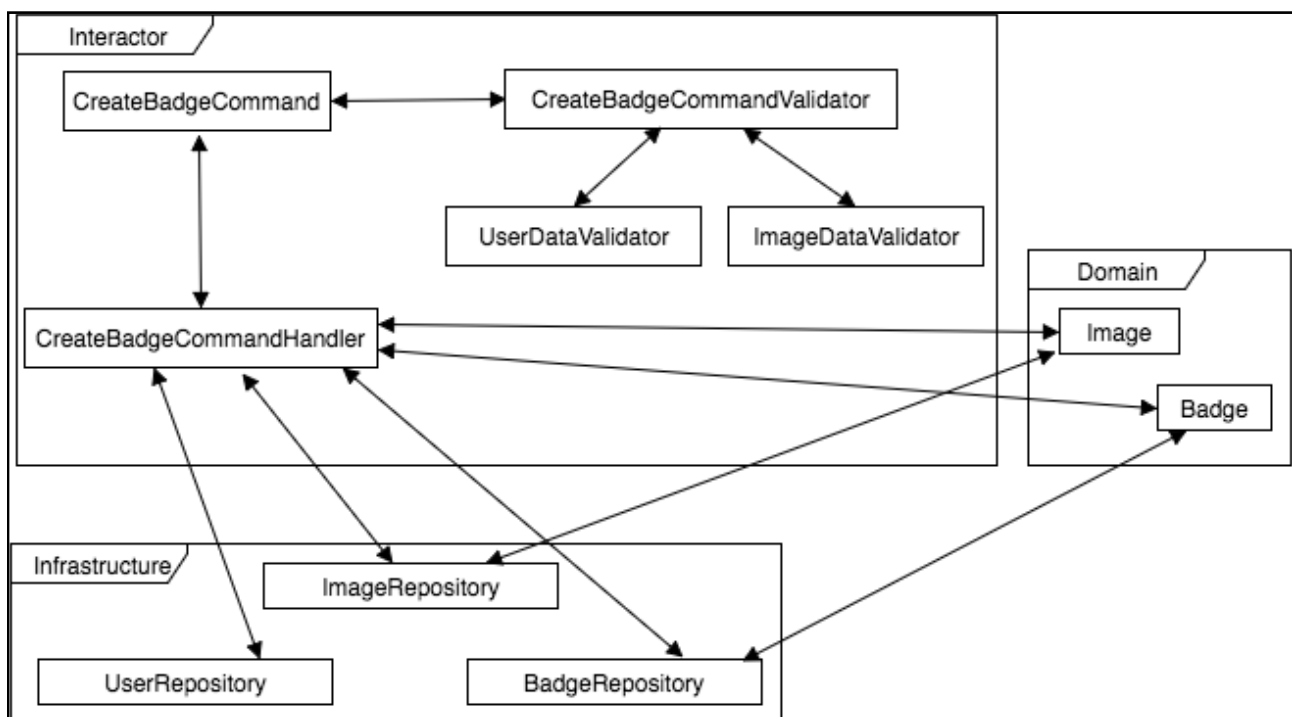 Interactor
CreateBadgeCommand
CreateBadgeCommandValidator
UserDataValidator
ImageDataValidator
Domain
CreateBadgeCommandHandler
Image
Badge
Infrastructure
ImageRepository
UserRepository
BadgeRepository